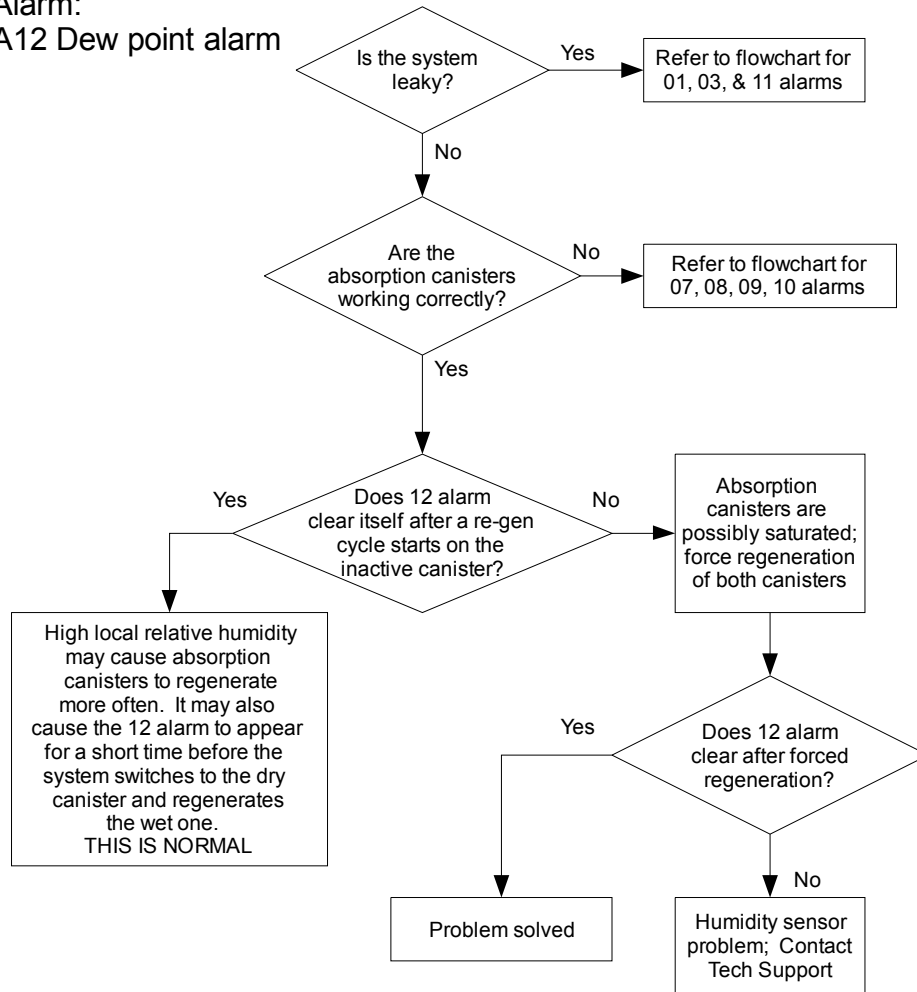 Alarm:
A12 Dew point alarm
Is the system
leaky?
Yes
Refer to flowchart for
01, 03, & 11 alarms
No
Are the
absorption canisters
working correctly?
No
Refer to flowchart for
07, 08, 09, 10 alarms
Yes
Does 12 alarm
clear itself after a re-gen
cycle starts on the
inactive canister?
Yes
No
Absorption
canisters are
possibly saturated;
force regeneration
of both canisters
High local relative humidity
may cause absorption
canisters to regenerate
more often. It may also
cause the 12 alarm to appear
for a short time before the
system switches to the dry
canister and regenerates
the wet one.
THIS IS NORMAL
Yes
Does 12 alarm
clear after forced
regeneration?
No
Problem solved
Humidity sensor
problem; Contact
Tech Support